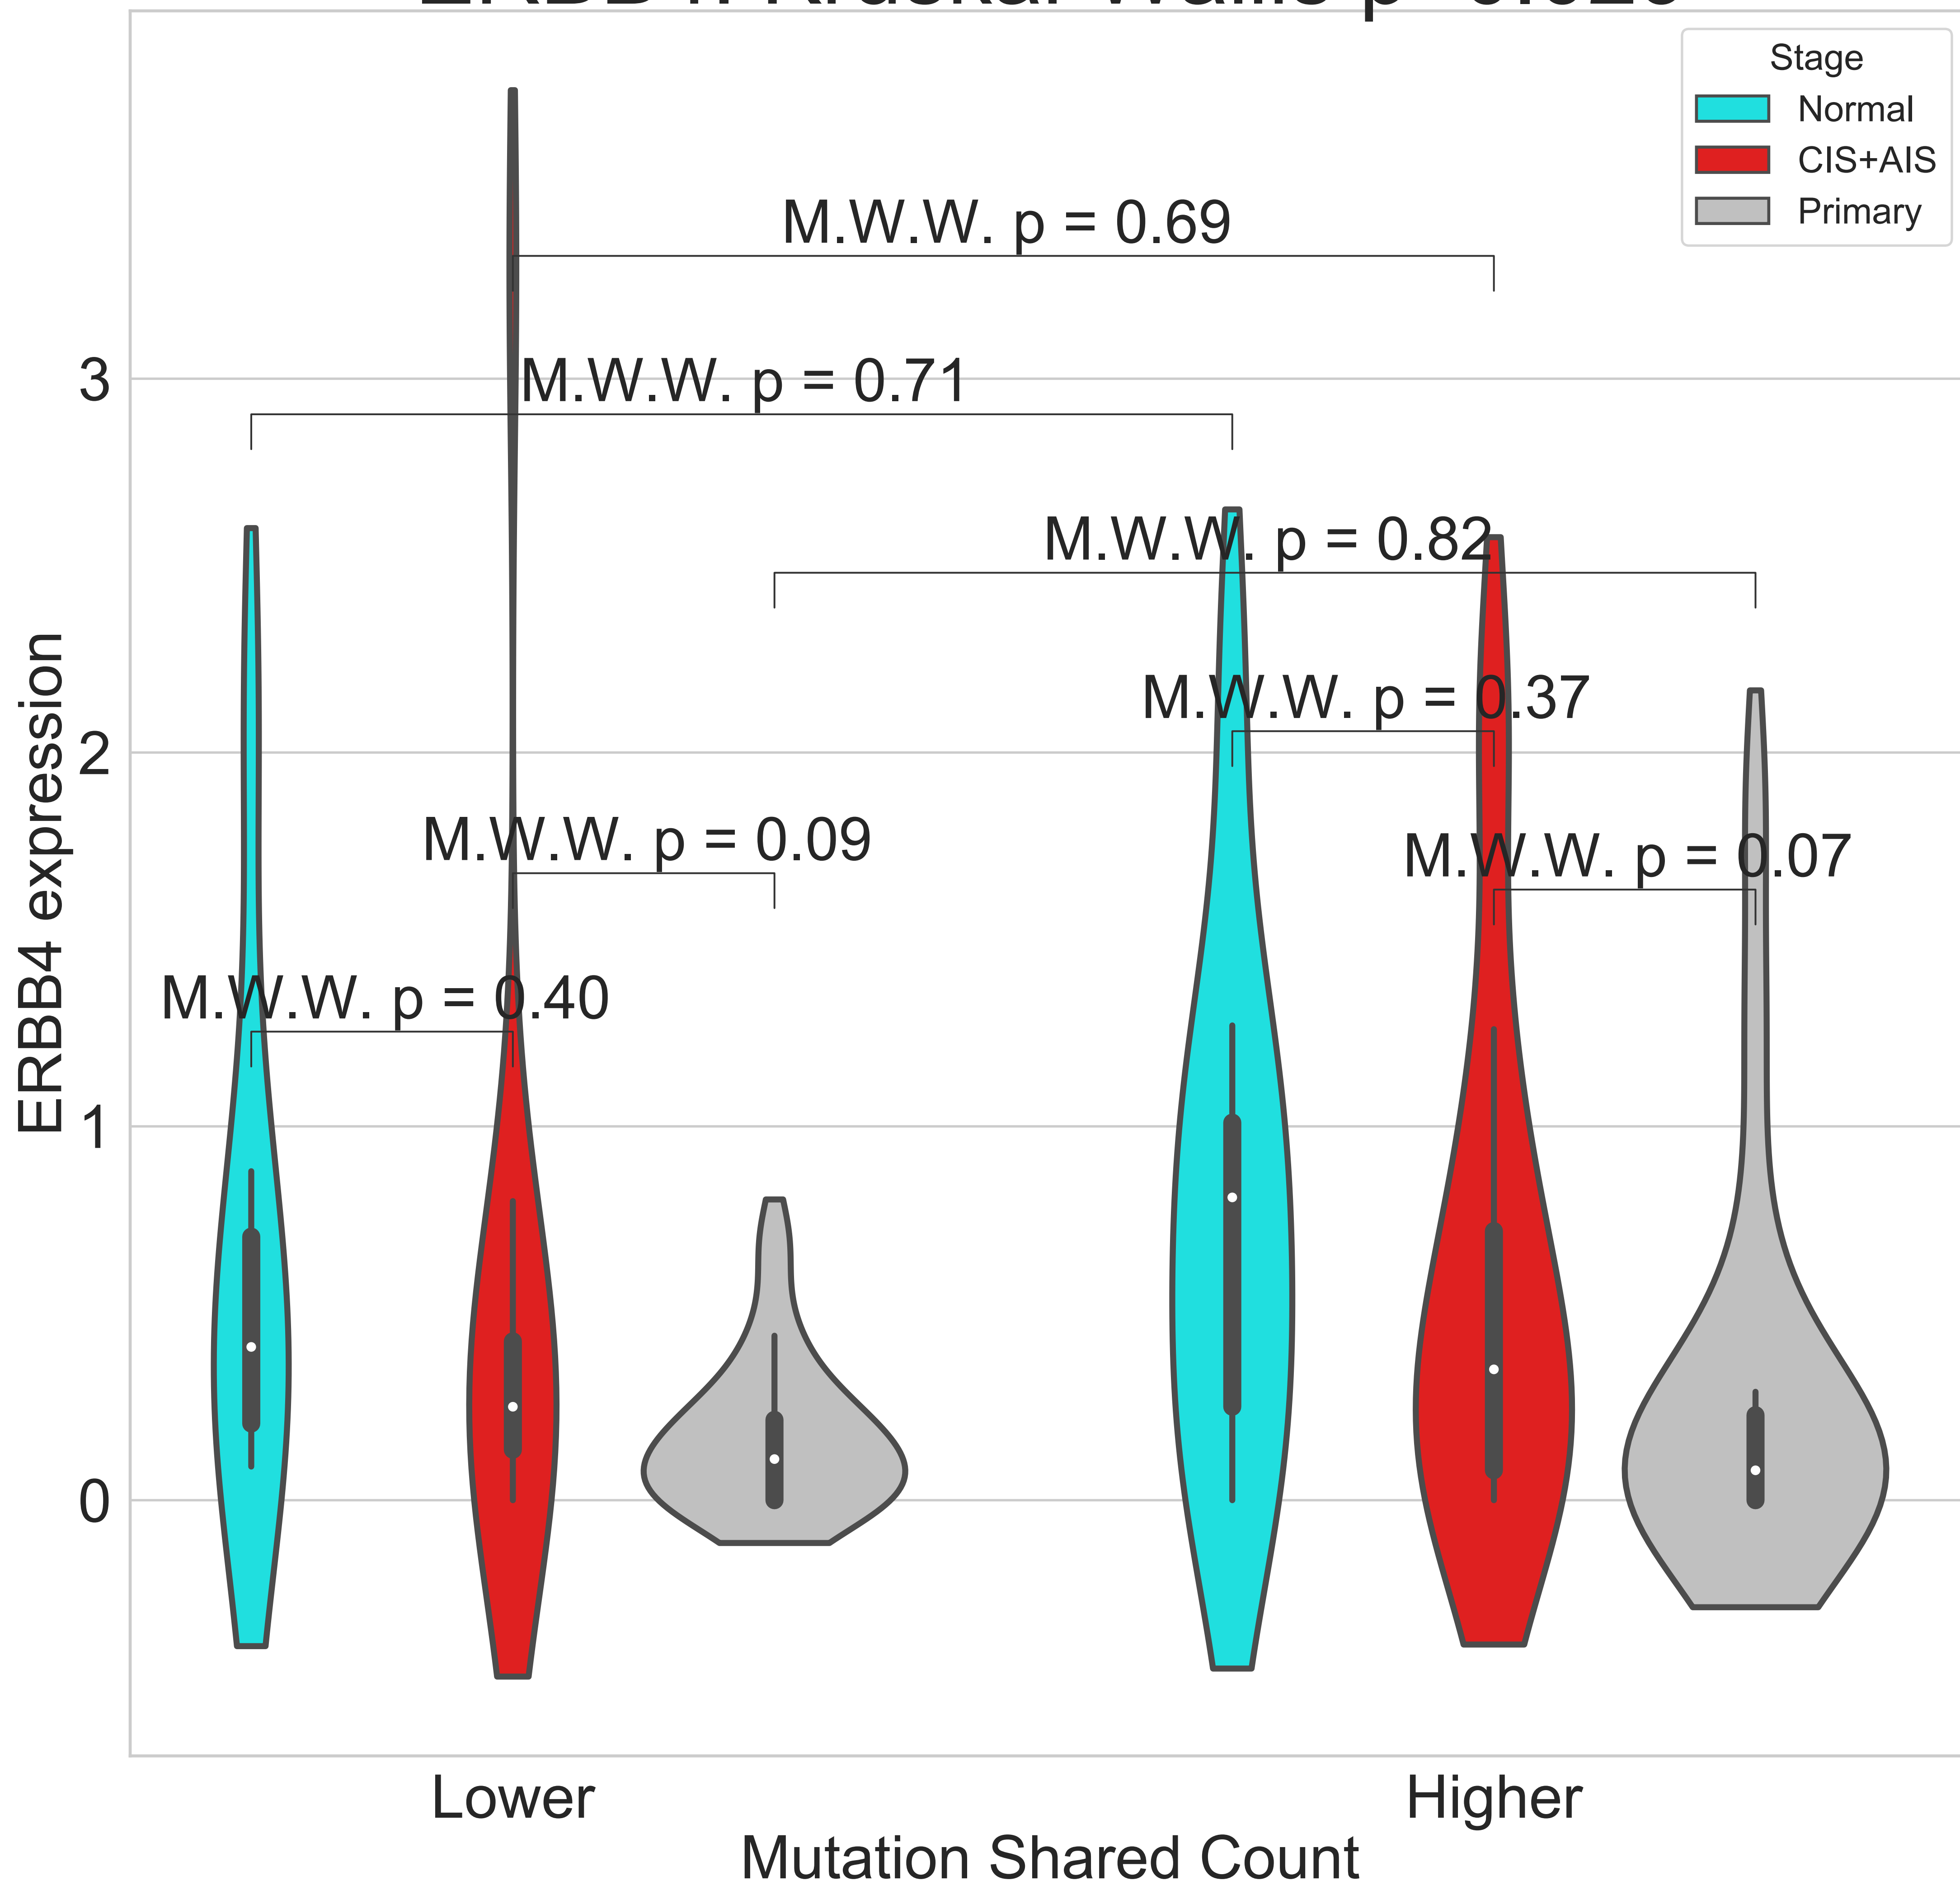 Stage
Normal
CIS+AIS
Primary
M.W.W. p = 0.69
3
M.W.W. p = 0.71
M.W.W. p = 0.82
M.W.W. p = 0.37
2
M.W.W. p = 0.09
M.W.W. p = 0.07
M.W.W. p = 0.40
1
0
ERBB4 expression
Lower
Higher
Mutation Shared Count